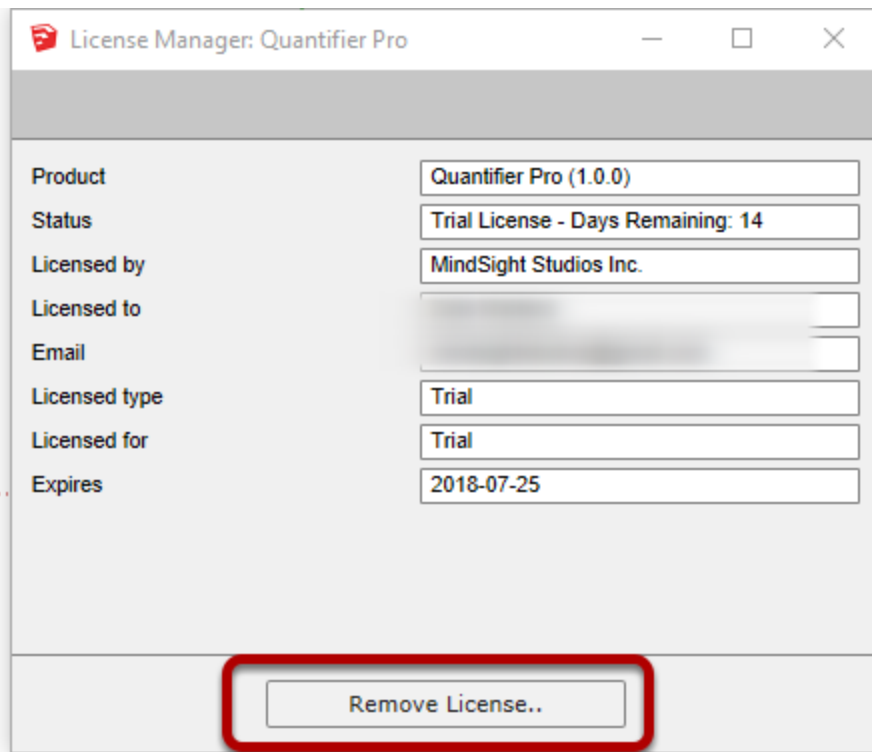 License Manager: Quantifier Pro
Product Quantifier Pro (1.0.0)
Status Trial License - Days Remaining: 14
Licensed by MindSight Studios Inc.
Licensed to
Email
Licensed type Trial
Licensed for Trial
Expires 2018-07-25
Remove License..